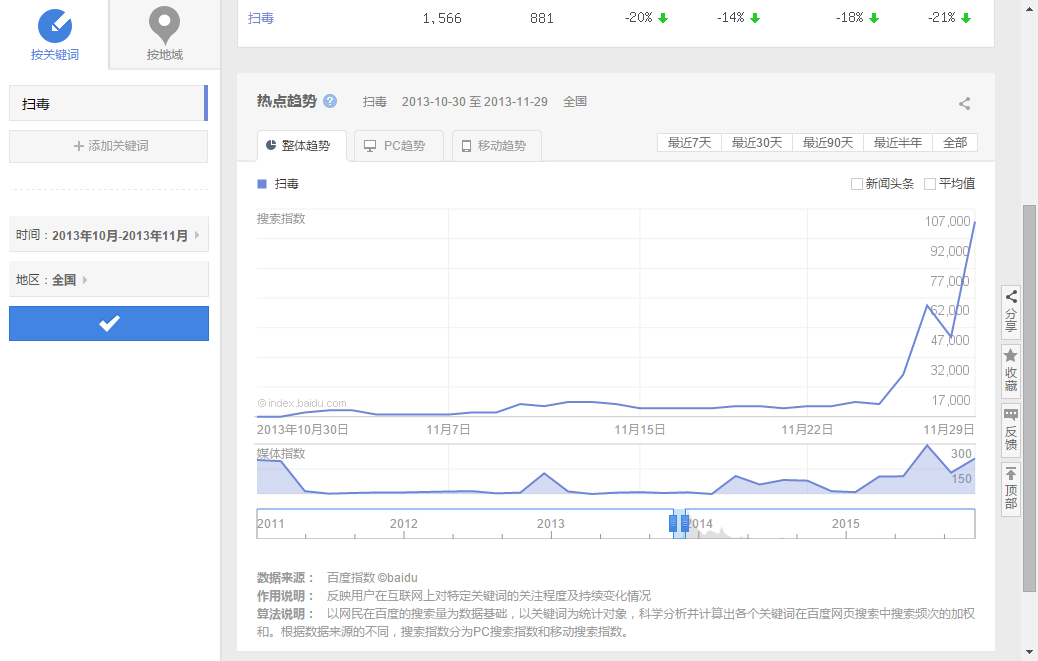 按关键词
按地域
扫毒
+ 添加关键词
时间：2013年10月-2013年11月
地区：全国
扫毒 1,566 881 -20% -14% -18% -21%
热点趋势 ? 扫毒 2013-10-30 至 2013-11-29 全国
整体趋势 PC趋势 移动趋势
最近7天 最近30天 最近90天 最近半年 全部
扫毒
新闻头条 平均值
搜索指数
107,000
92,000
77,000
62,000
47,000
32,000
17,000
© index.baidu.com
2013年10月30日 11月7日 11月15日 11月22日 11月29日
媒体指数
300
150
2011 2012 2013 2014 2015
数据来源： 百度指数 ©baidu
作用说明： 反映用户在互联网上对特定关键词的关注程度及持续变化情况
算法说明： 以网民在百度的搜索量为数据基础，以关键词为统计对象，科学分析并计算出各个关键词在百度网页搜索中搜索频次的加权
和。根据数据来源的不同，搜索指数分为PC搜索指数和移动搜索指数。
分享
收藏
反馈
顶部